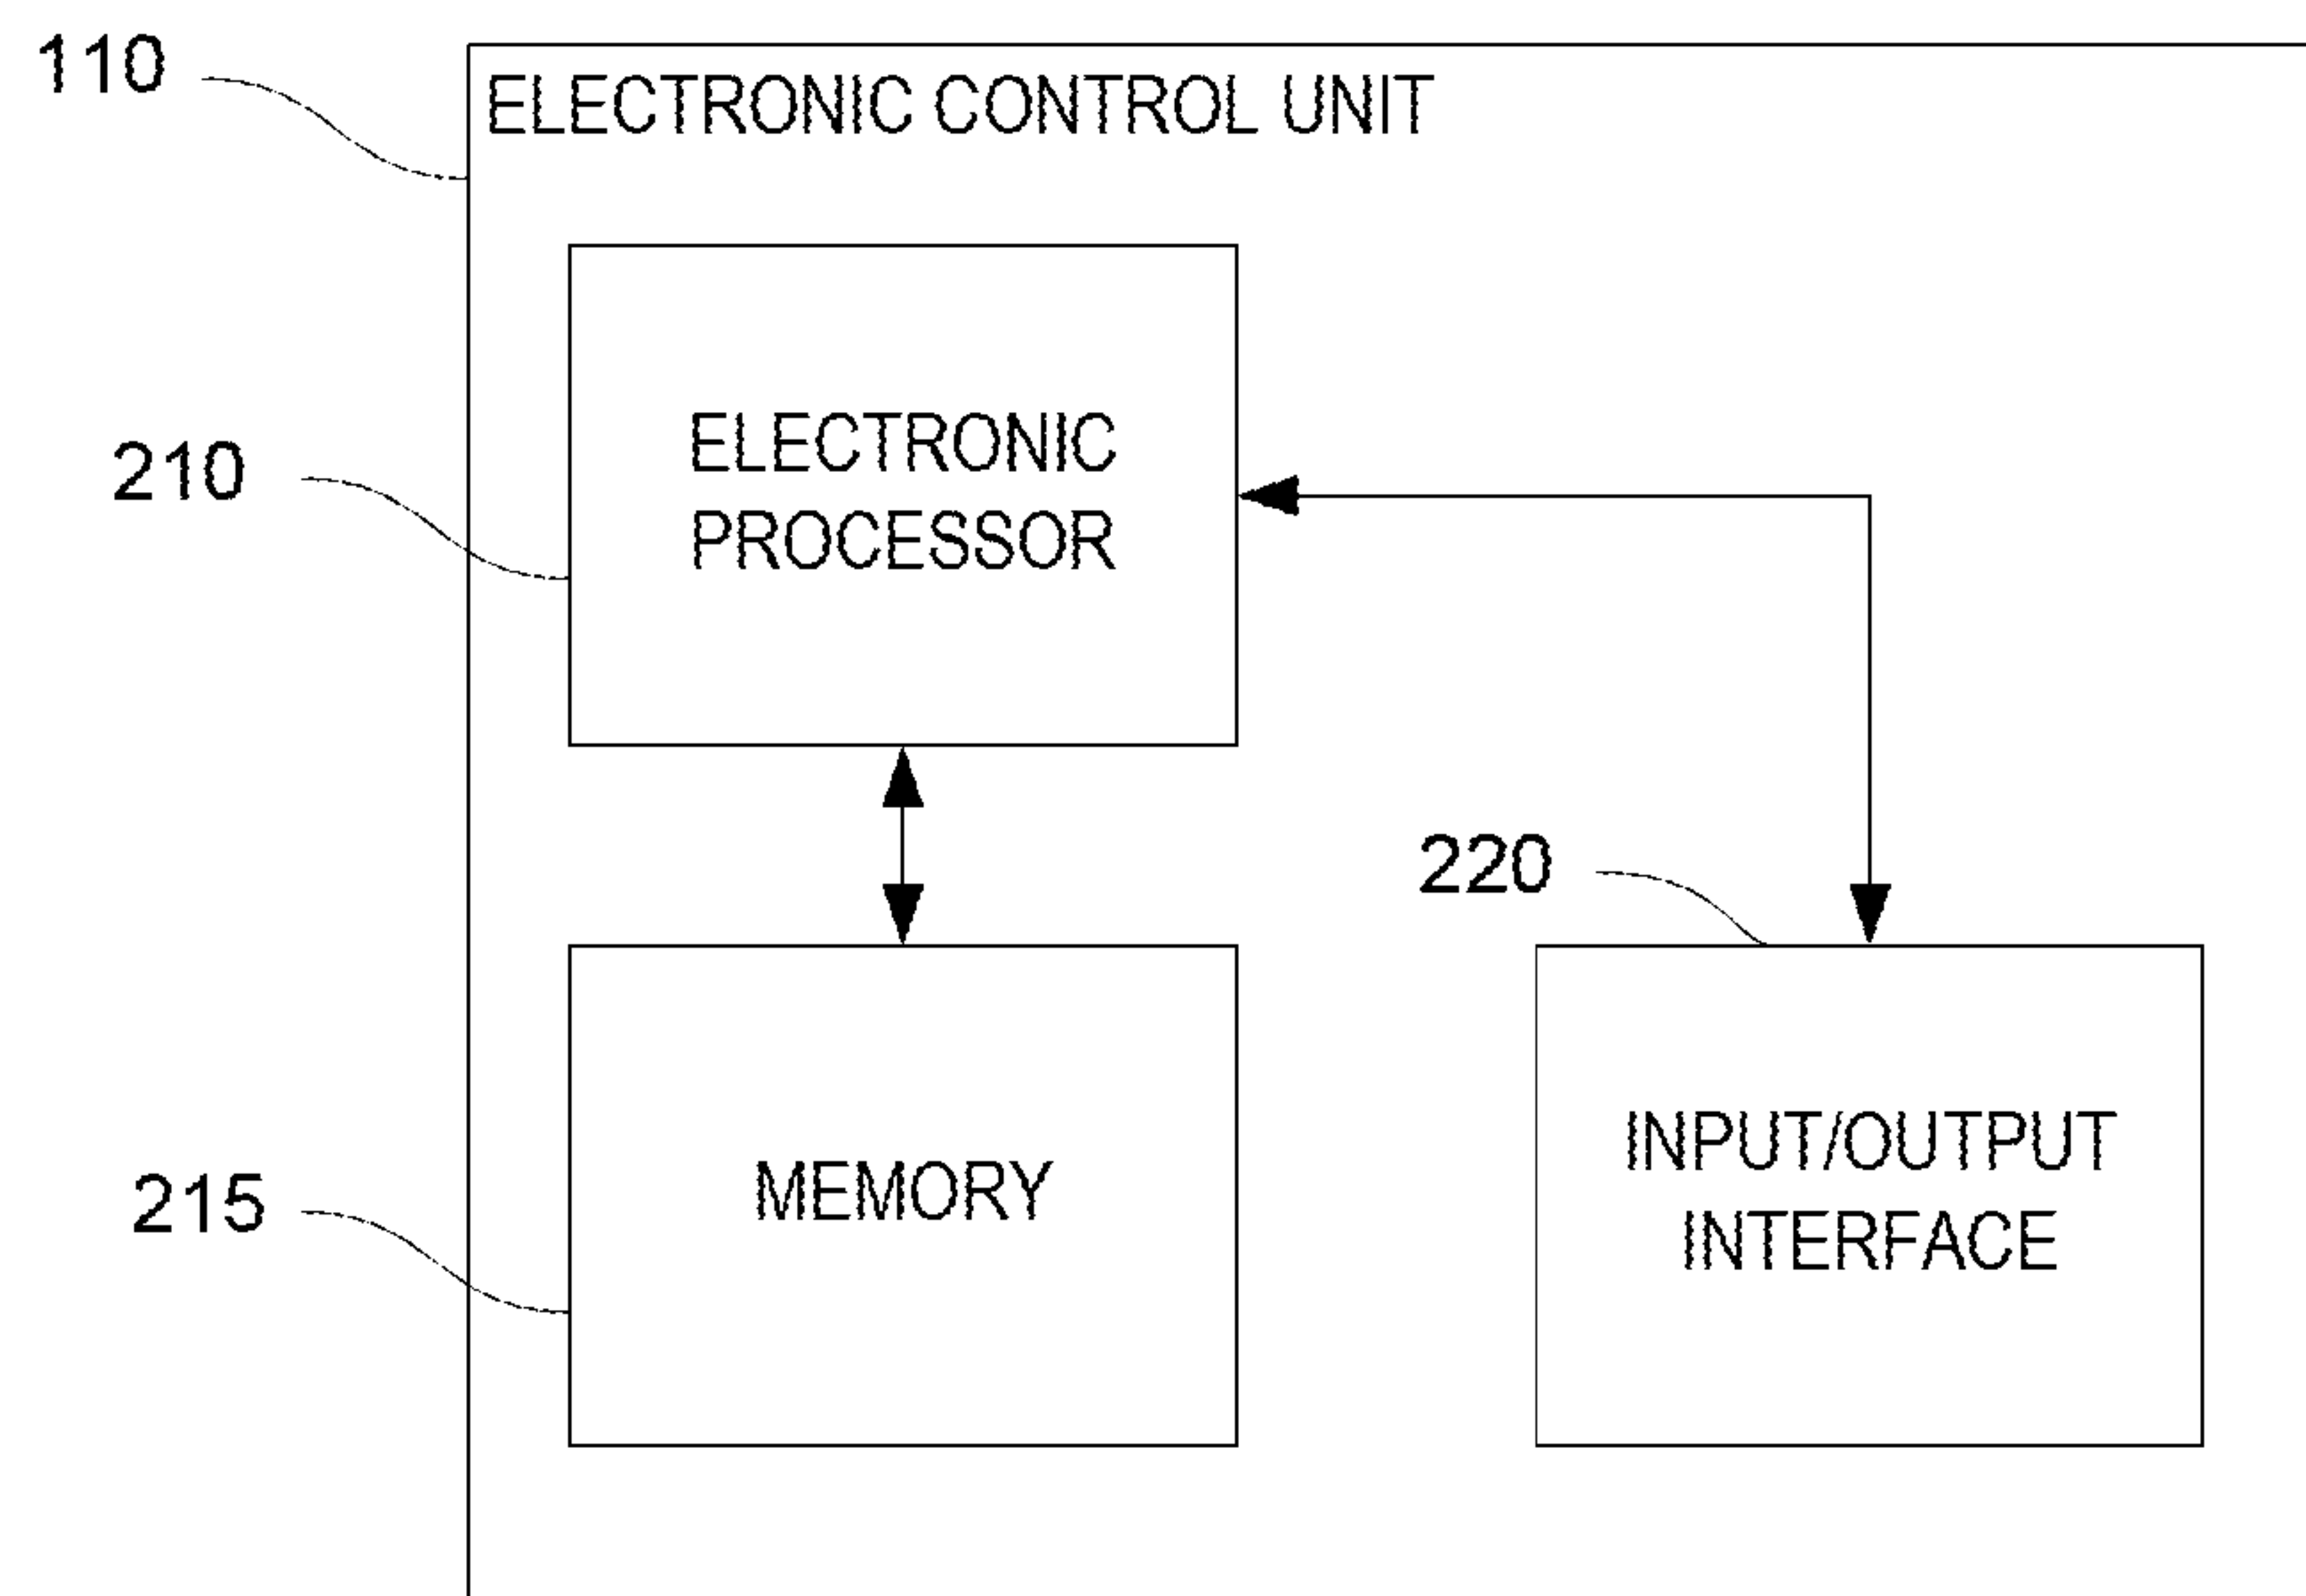 110
ELECTRONIC CONTROL UNIT
210
ELECTRONIC
PROCESSOR
220
215
MEMORY
INPUT/OUTPUT
INTERFACE